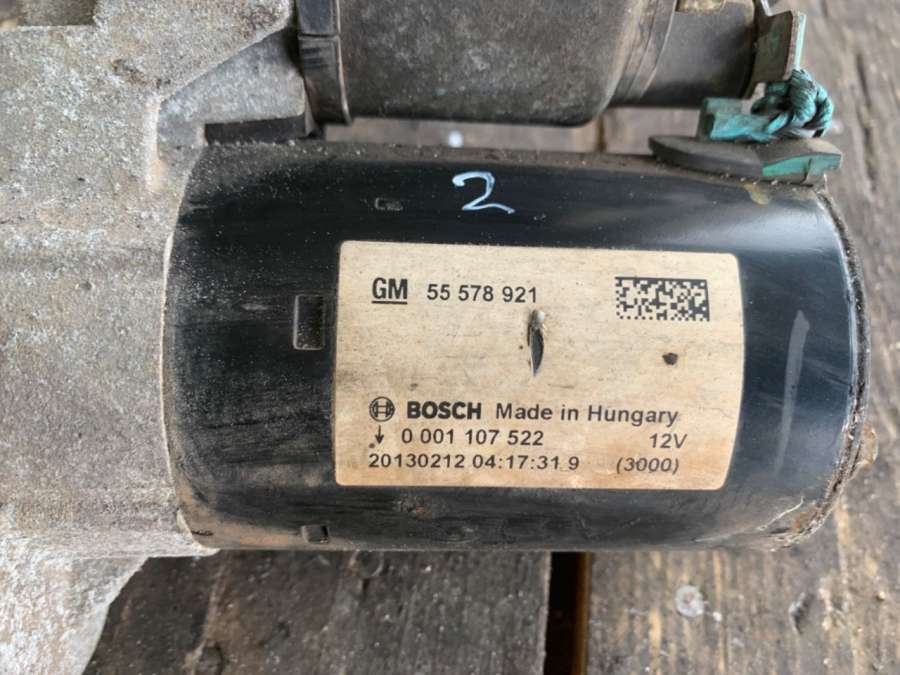 2
GM 55 578 921
BOSCH Made in Hungary
0 001 107 522 12V
20130212 04:17:31 9 (3000)